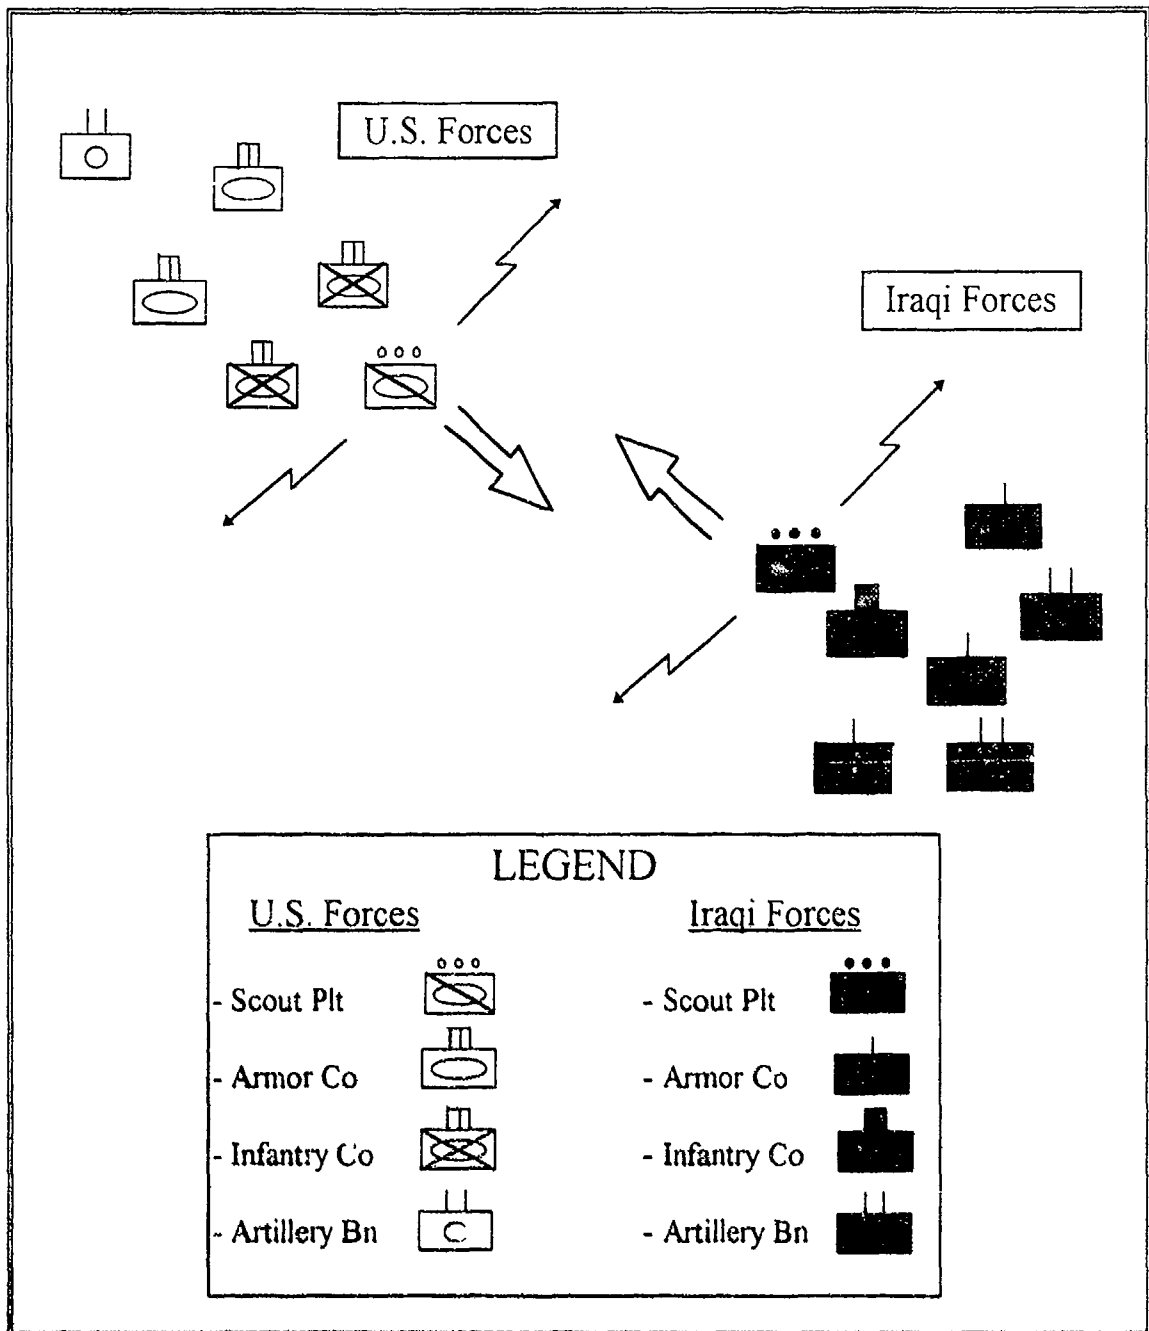 U.S. Forces
Iraqi Forces
LEGEND
U.S. Forces
- Scout Plt
- Armor Co
- Infantry Co
- Artillery Bn
Iraqi Forces
- Scout Plt
- Armor Co
- Infantry Co
- Artillery Bn